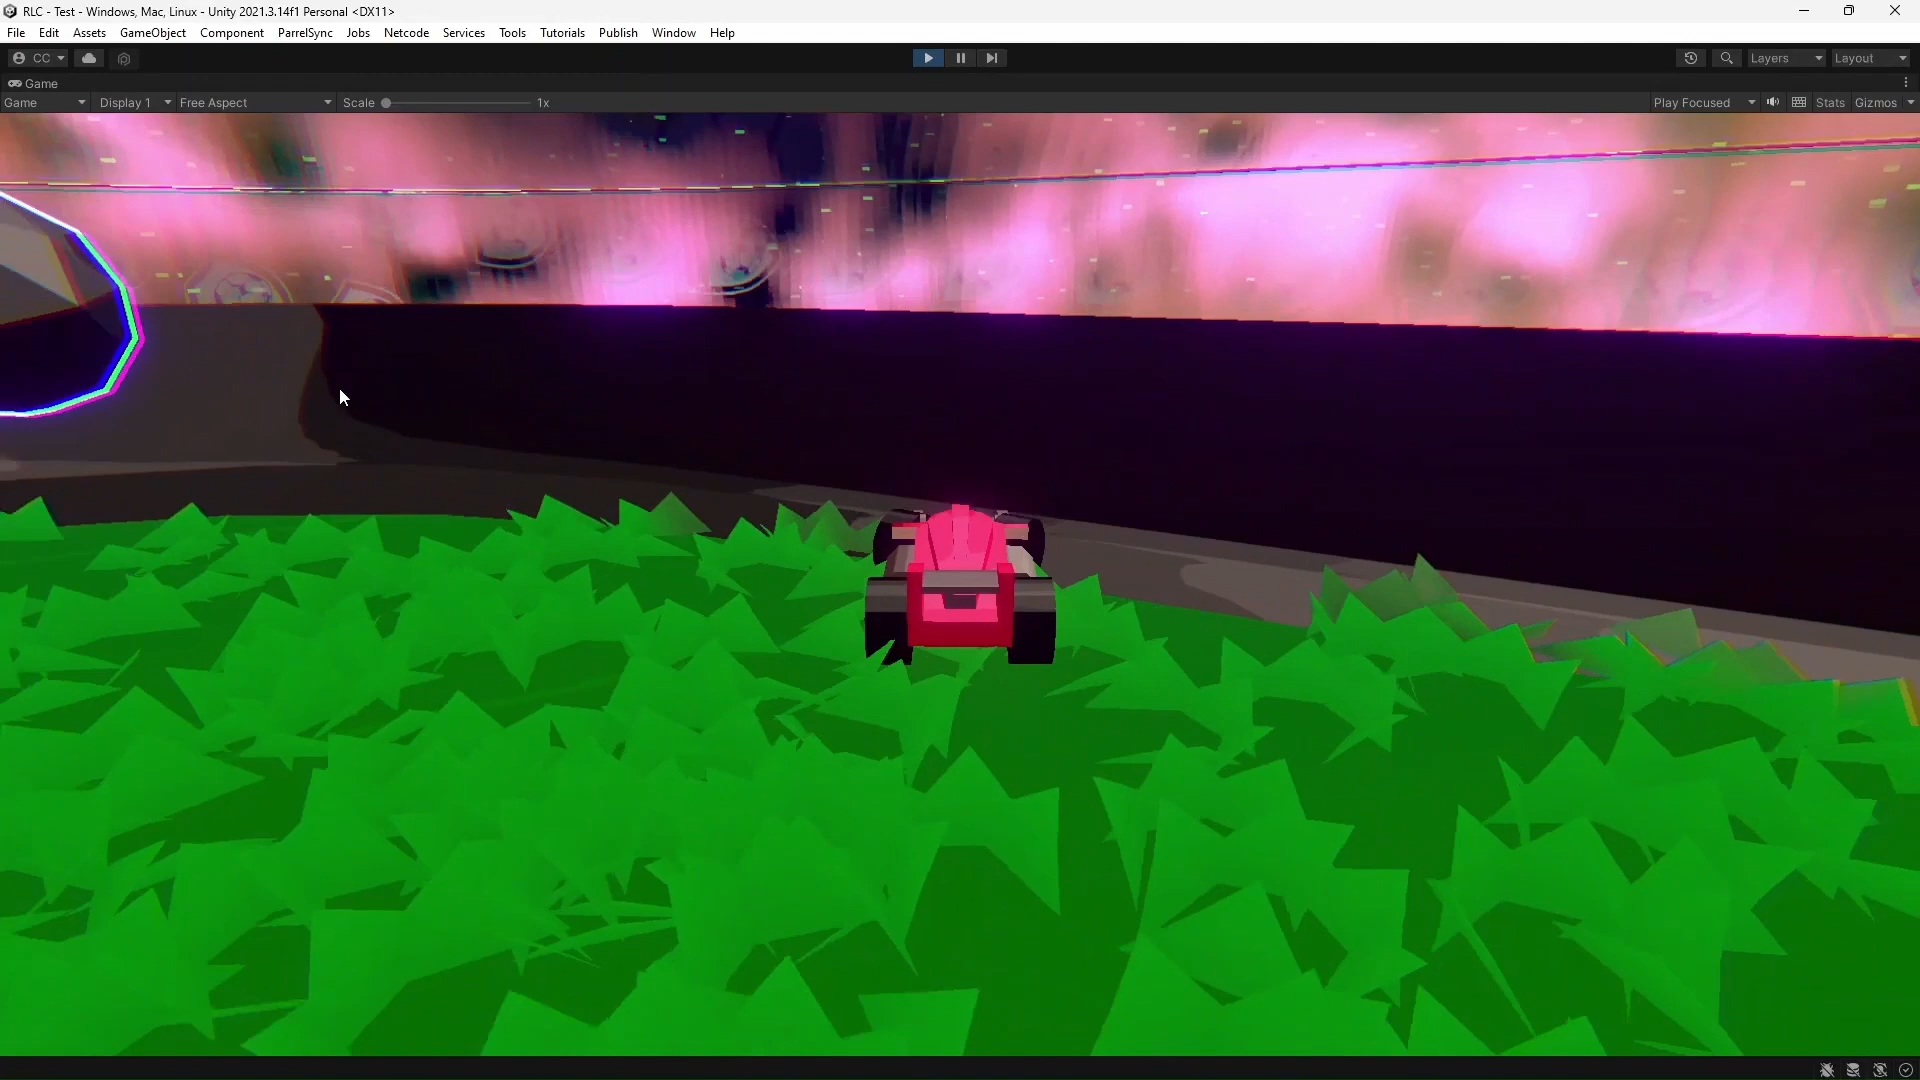 RLC - Test - Windows, Mac, Linux - Unity 2021.3.14f1 Personal <DX11>
File Edit Assets GameObject Component ParrelSync Jobs Netcode Services Tools Tutorials Publish Window Help
CC Layers Layout
Game
Game Display 1 Free Aspect Scale 1x Play Focused Stats Gizmos